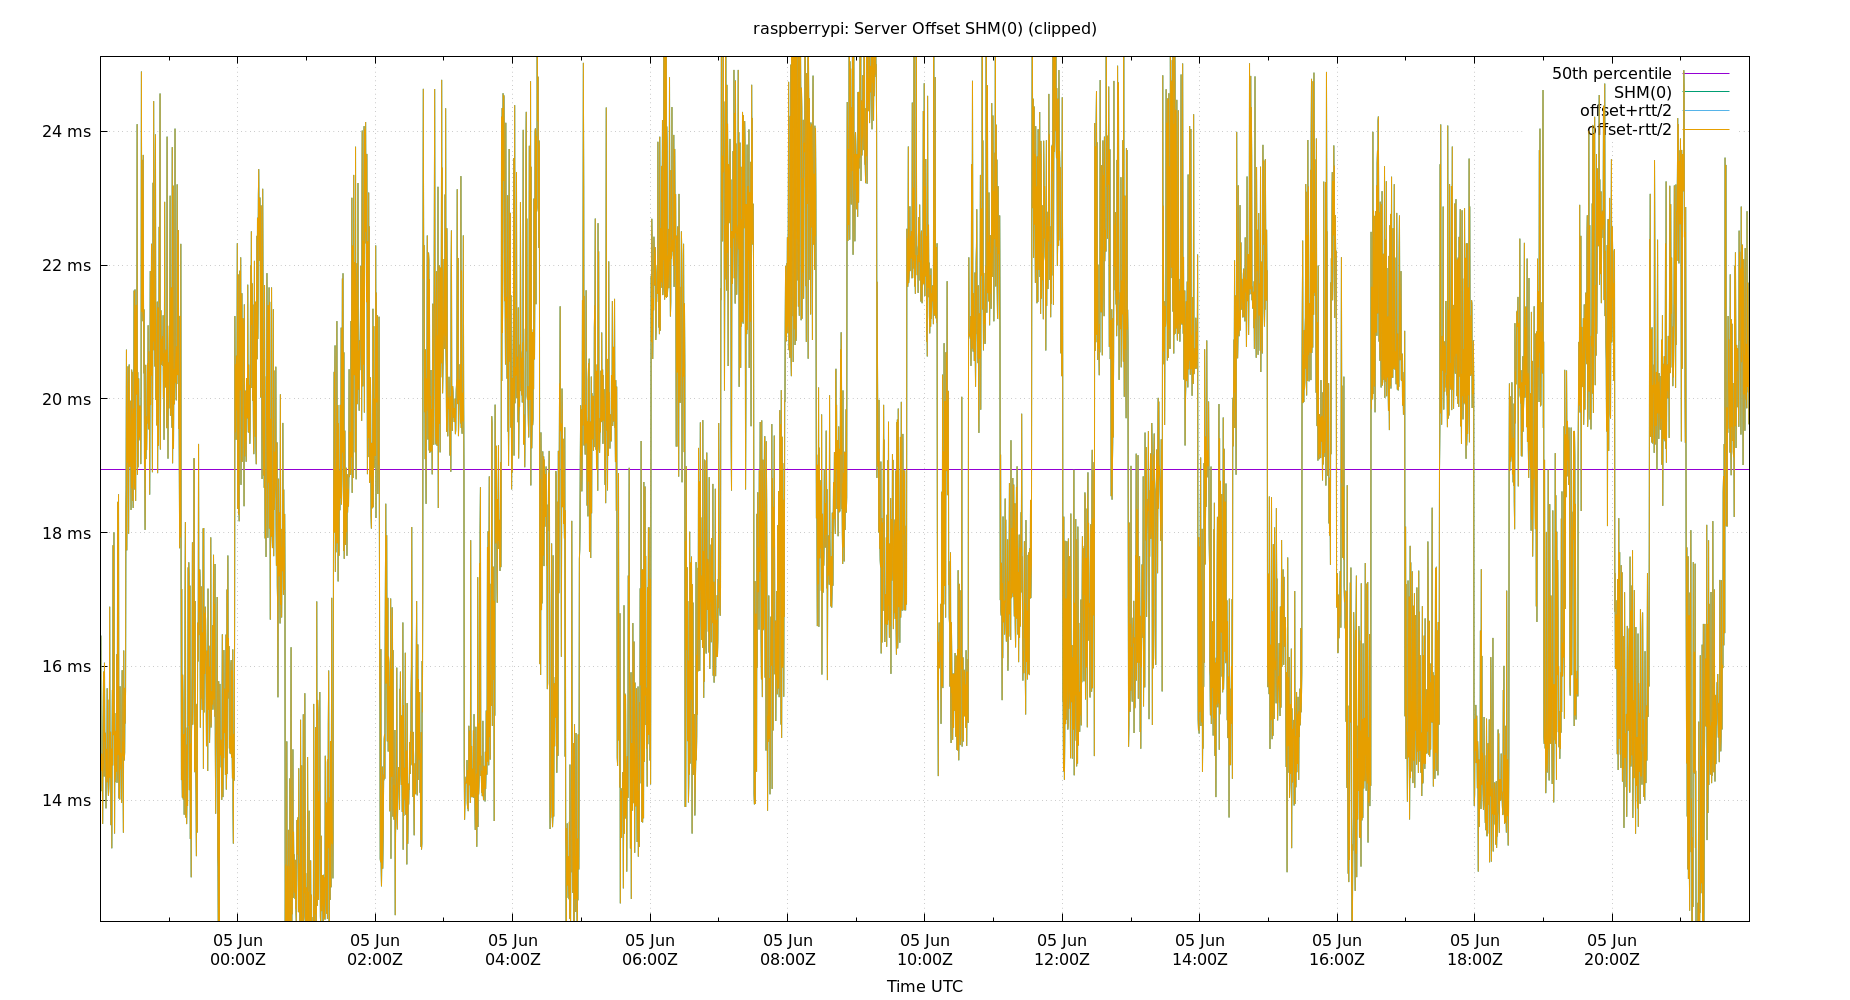 raspberrypi: Server Offset SHM(0) (clipped)
50th percentile
SHM(0)
offset+rtt/2
offset-rtt/2
24 ms
22 ms
20 ms
18 ms
16 ms
14 ms
05 Jun 05 Jun 05 Jun 05 Jun 05 Jun 05 Jun 05 Jun 05 Jun 05 Jun 05 Jun 05 Jun
00:00Z 02:00Z 04:00Z 06:00Z 08:00Z 10:00Z 12:00Z 14:00Z 16:00Z 18:00Z 20:00Z
Time UTC